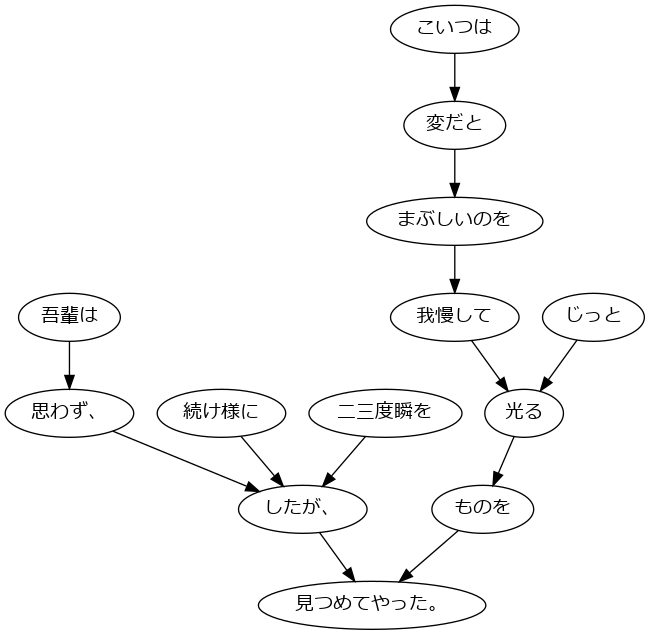 こいつは
変だと
まぶしいのを
吾輩は
我慢して
じっと
思わず、
続け様に
二三度瞬を
光る
したが、
ものを
見つめてやった。